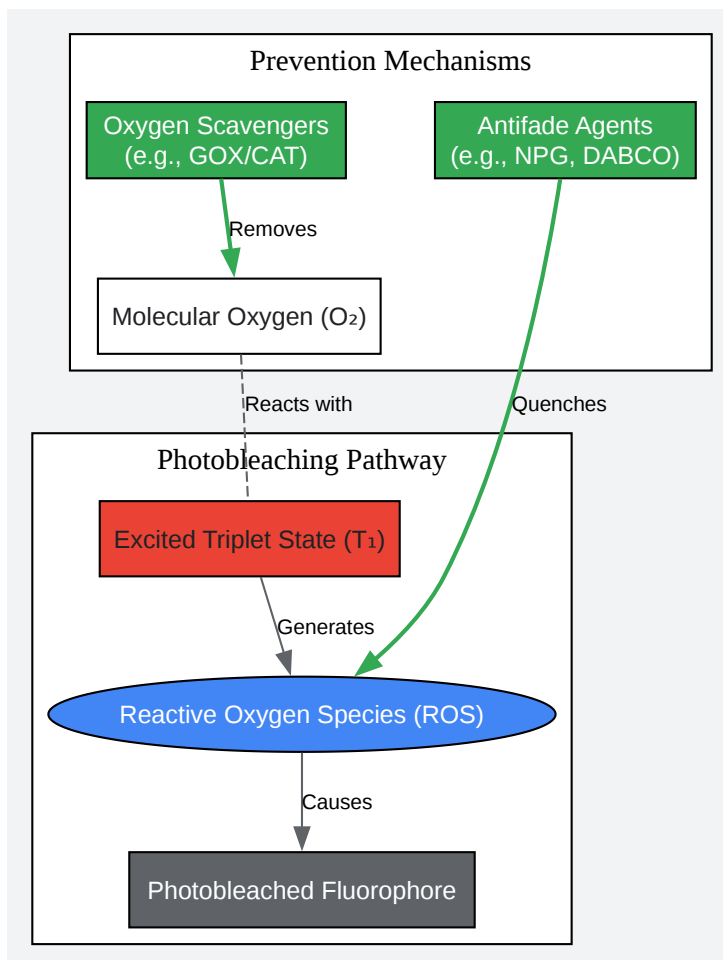 Prevention Mechanisms
Oxygen Scavengers
(e.g., GOX/CAT)
Antifade Agents
(e.g., NPG, DABCO)
Removes
Molecular Oxygen (O₂)
Reacts with
Quenches
Photobleaching Pathway
Excited Triplet State (T₁)
Generates
Reactive Oxygen Species (ROS)
Causes
Photobleached Fluorophore